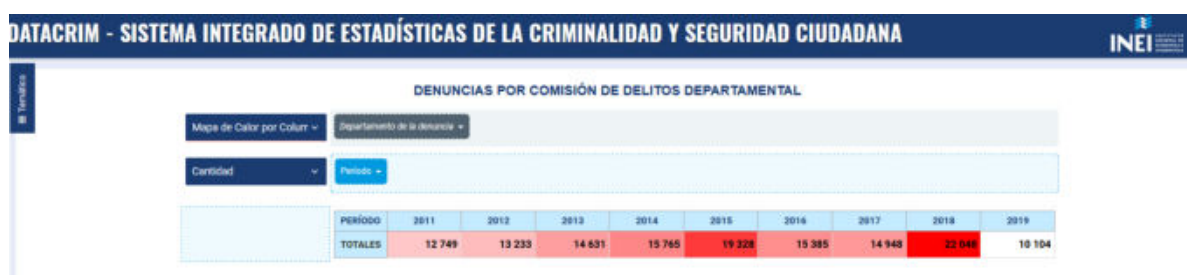 DATACRIM - SISTEMA INTEGRADO DE ESTADÍSTICAS DE LA CRIMINALIDAD Y SEGURIDAD CIUDADANA
INEI
Temático
DENUNCIAS POR COMISIÓN DE DELITOS DEPARTAMENTAL
Mapa de Calor por Colum
Departamento de la denuncia
Cantidad
Periodo
PERÍODO 2011 2012 2013 2014 2015 2016 2017 2018 2019
TOTALES 12 749 13 233 14 631 15 765 19 328 15 385 14 948 22 048 10 104